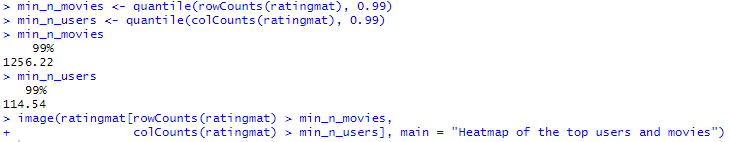 > min_n_movies <- quantile(rowCounts(ratingmat), 0.99)
> min_n_users <- quantile(colCounts(ratingmat), 0.99)
> min_n_movies
    99%
1256.22
> min_n_users
   99%
114.54
> image(ratingmat[rowCounts(ratingmat) > min_n_movies,
+                 colCounts(ratingmat) > min_n_users], main = "Heatmap of the top users and movies")